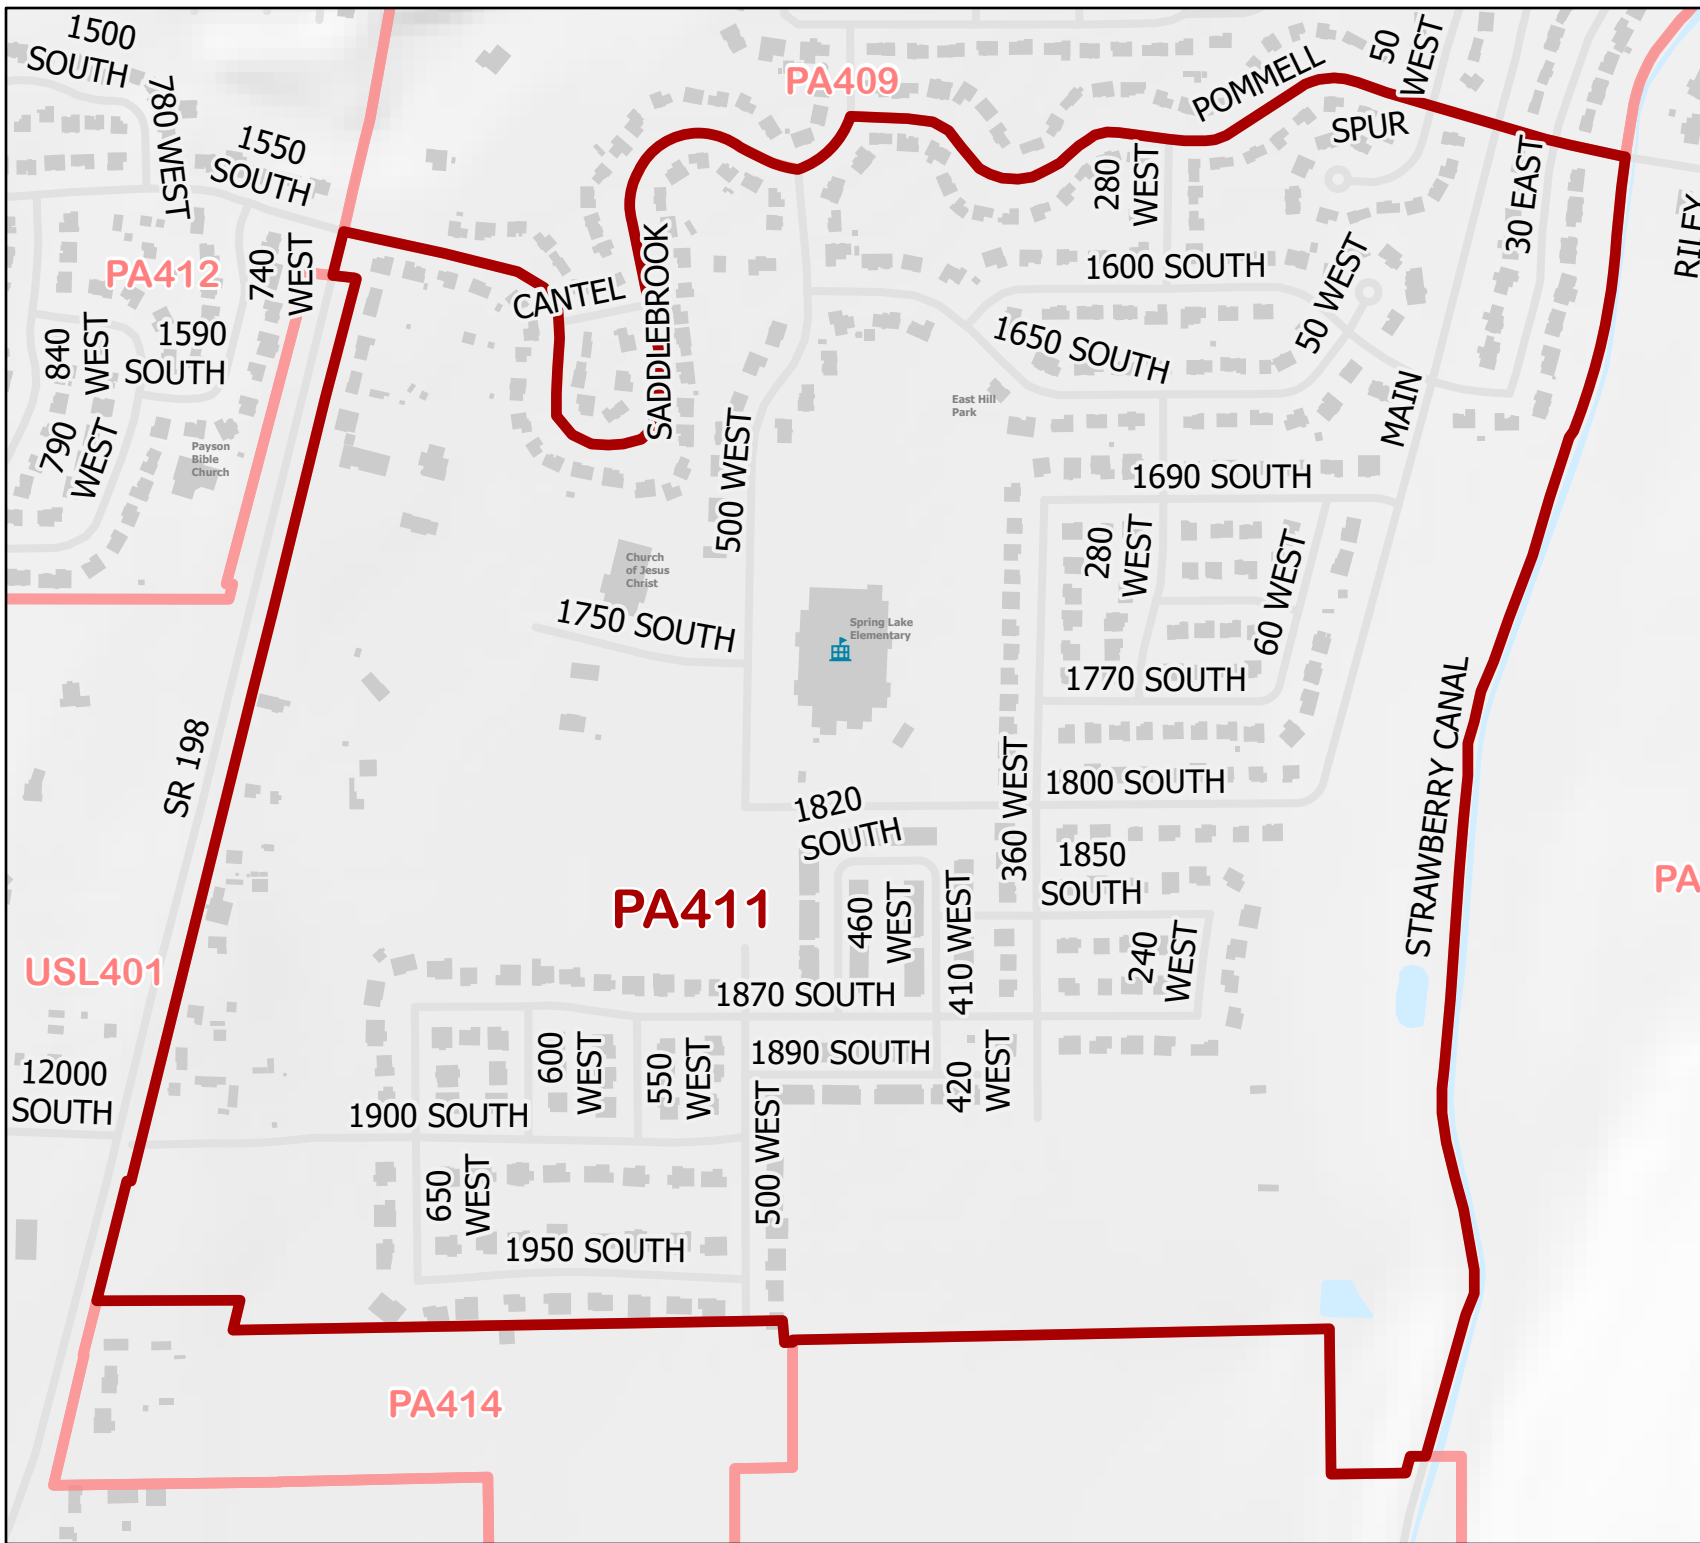 1500
SOUTH
780 WEST
1550
SOUTH
PA409
POMMELL
50
WEST
SPUR
280
WEST
30 EAST
RILEY
PA412
740
WEST
CANTEL
SADDLEBROOK
1600 SOUTH
50 WEST
840
WEST
1590
SOUTH
1650 SOUTH
MAIN
East Hill
Park
790
WEST
Payson
Bible
Church
500 WEST
1690 SOUTH
280
WEST
60 WEST
Church
of Jesus
Christ
1750 SOUTH
Spring Lake
Elementary
1770 SOUTH
STRAWBERRY CANAL
SR 198
360 WEST
1800 SOUTH
1820
SOUTH
1850
SOUTH
PA411
PA
460
WEST
410 WEST
240
WEST
USL401
1870 SOUTH
600
WEST
550
WEST
1890 SOUTH
420
WEST
12000
SOUTH
1900 SOUTH
500 WEST
650
WEST
1950 SOUTH
PA414